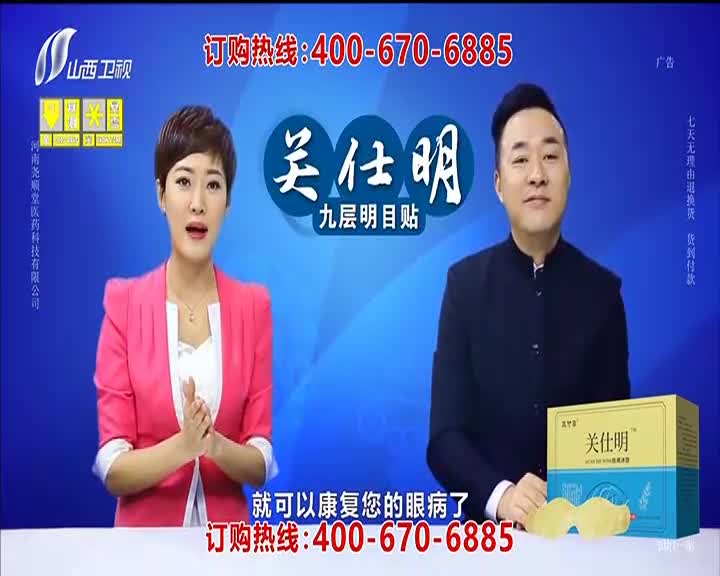 订购热线:400-670-6885
山西卫视
广告
河南尧顺堂医药科技有限公司
关仕明
九层明目贴
七天无理由退换货 货到付款
关仕明
就可以康复您的眼病了
订购热线:400-670-6885